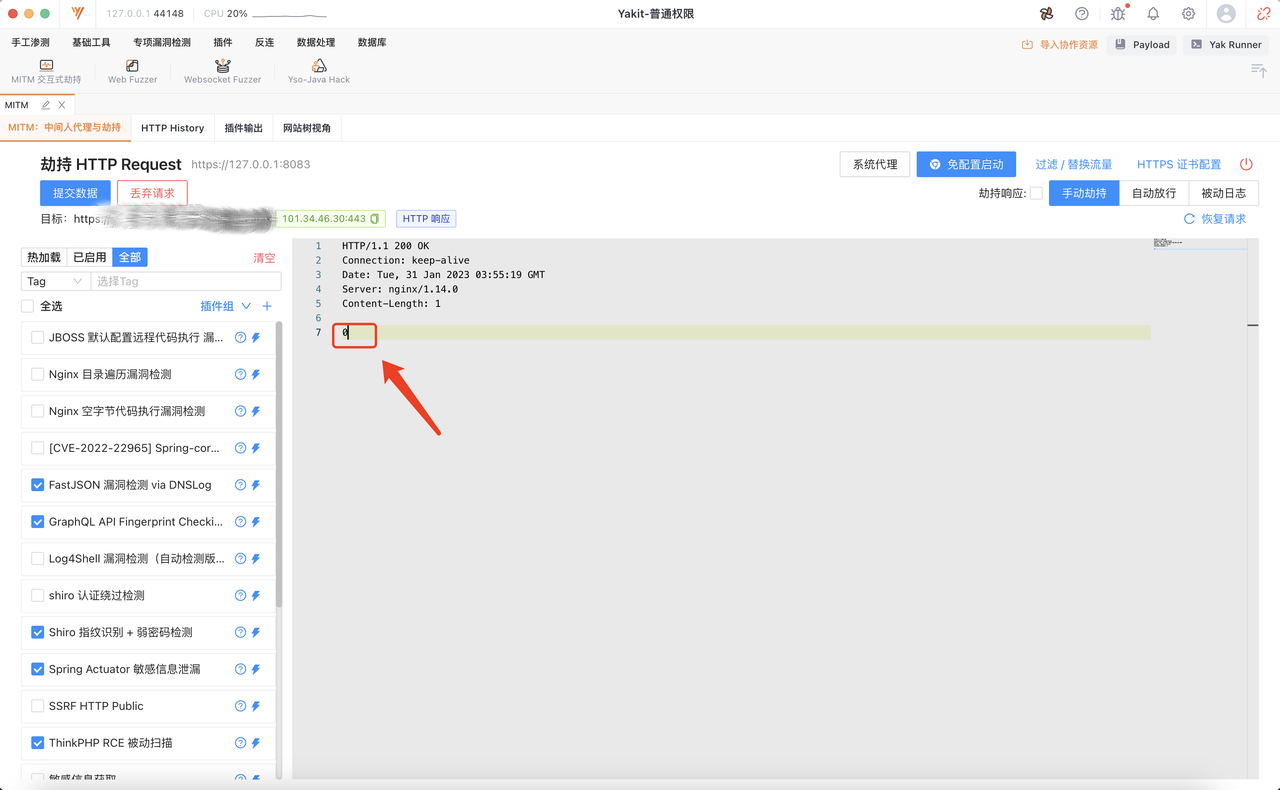 127.0.0.1 44148 CPU 20% Yakit-普通权限
手工渗测 基础工具 专项漏洞检测 插件 反连 数据处理 数据库 导入协作资源 Payload Yak Runner
MITM 交互式劫持 Web Fuzzer Websocket Fuzzer Yso-Java Hack
MITM
MITM：中间人代理与劫持 HTTP History 插件输出 网站树视角
劫持 HTTP Request https://127.0.0.1:8083 系统代理 免配置启动 过滤 / 替换流量 HTTPS 证书配置
提交数据 丢弃请求 劫持响应: 手动劫持 自动放行 被动日志
目标: https: 101.34.46.30:443 HTTP 响应 恢复请求
热加载 已启用 全部 清空
Tag 选择Tag
全选 插件组
JBOSS 默认配置远程代码执行 漏...
Nginx 目录遍历漏洞检测
Nginx 空字节代码执行漏洞检测
[CVE-2022-22965] Spring-cor...
FastJSON 漏洞检测 via DNSLog
GraphQL API Fingerprint Checki...
Log4Shell 漏洞检测（自动检测版...
shiro 认证绕过检测
Shiro 指纹识别 + 弱密码检测
Spring Actuator 敏感信息泄漏
SSRF HTTP Public
ThinkPHP RCE 被动扫描
敏感信息获取
1 HTTP/1.1 200 OK
2 Connection: keep-alive
3 Date: Tue, 31 Jan 2023 03:55:19 GMT
4 Server: nginx/1.14.0
5 Content-Length: 1
6
7 0